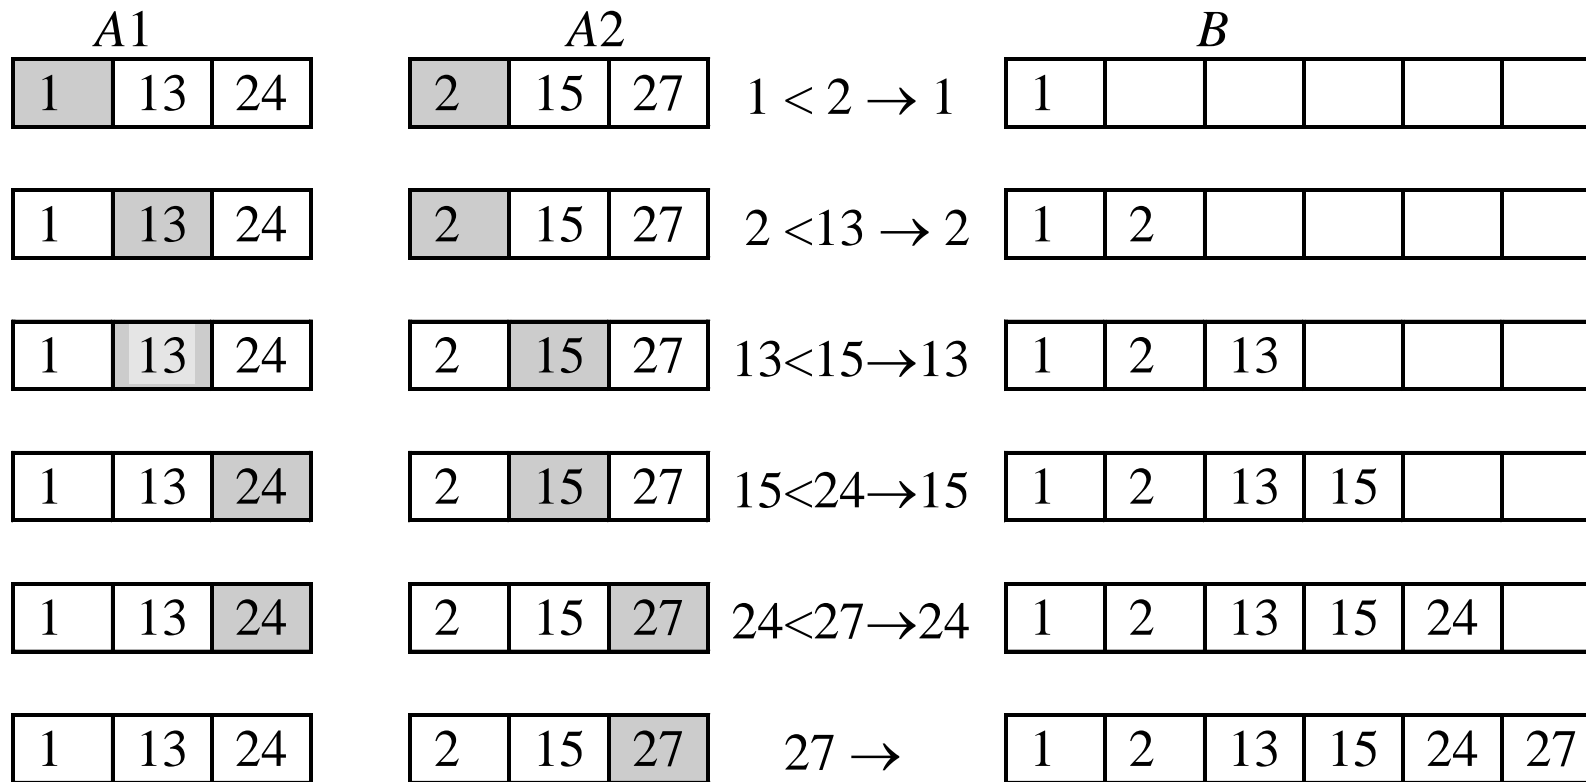 A1 A2 B
1 13 24 2 15 27 1 < 2 → 1 1
1 13 24 2 15 27 2 <13 → 2 1 2
1 13 24 2 15 27 13<15→13 1 2 13
1 13 24 2 15 27 15<24→15 1 2 13 15
1 13 24 2 15 27 24<27→24 1 2 13 15 24
1 13 24 2 15 27 27 → 1 2 13 15 24 27